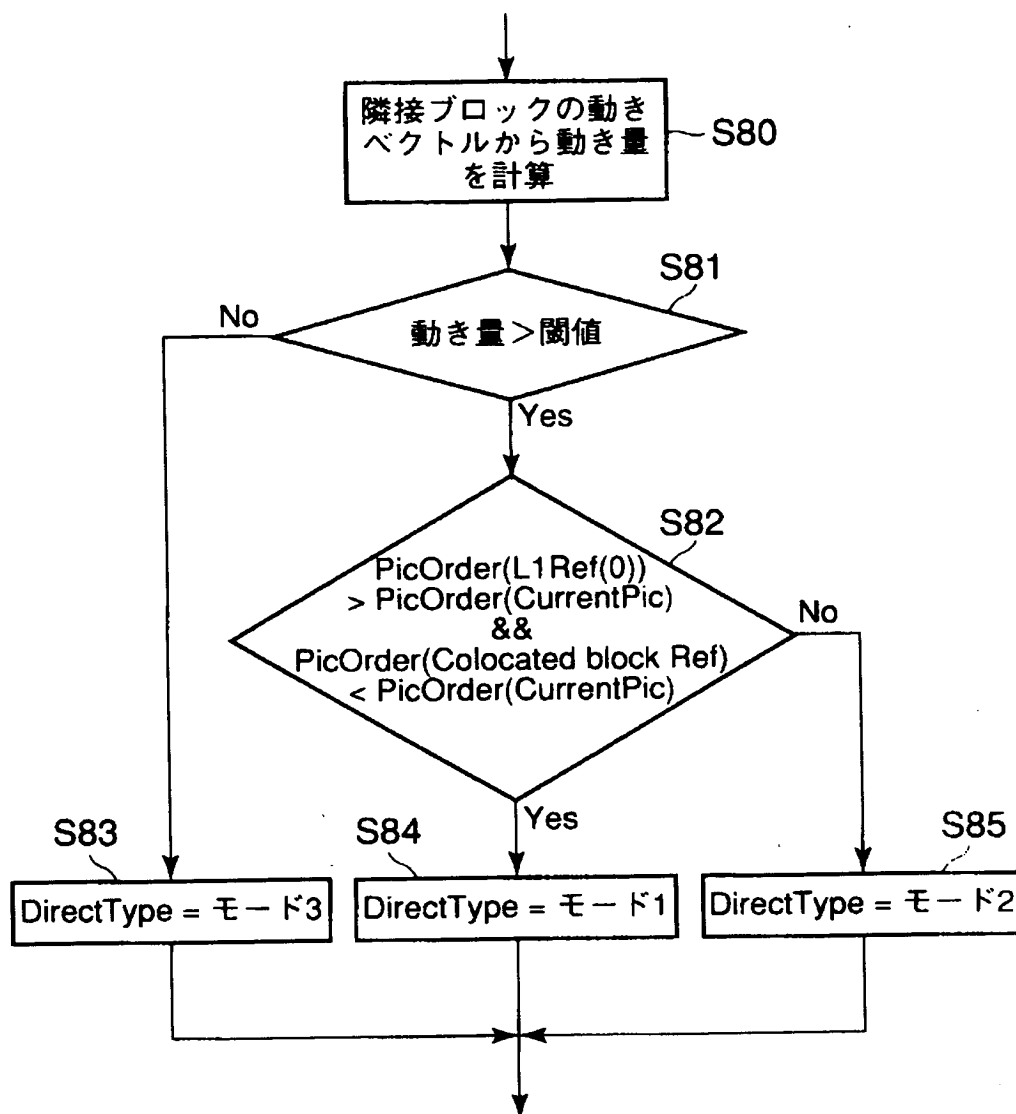 隣接ブロックの動き
ベクトルから動き量
を計算
S80
S81
動き量＞閾値
No
Yes
S82
PicOrder(L1Ref(0))
> PicOrder(CurrentPic)
&&
PicOrder(Colocated block Ref)
< PicOrder(CurrentPic)
No
Yes
S83
DirectType = モード3
S84
DirectType = モード1
S85
DirectType = モード2